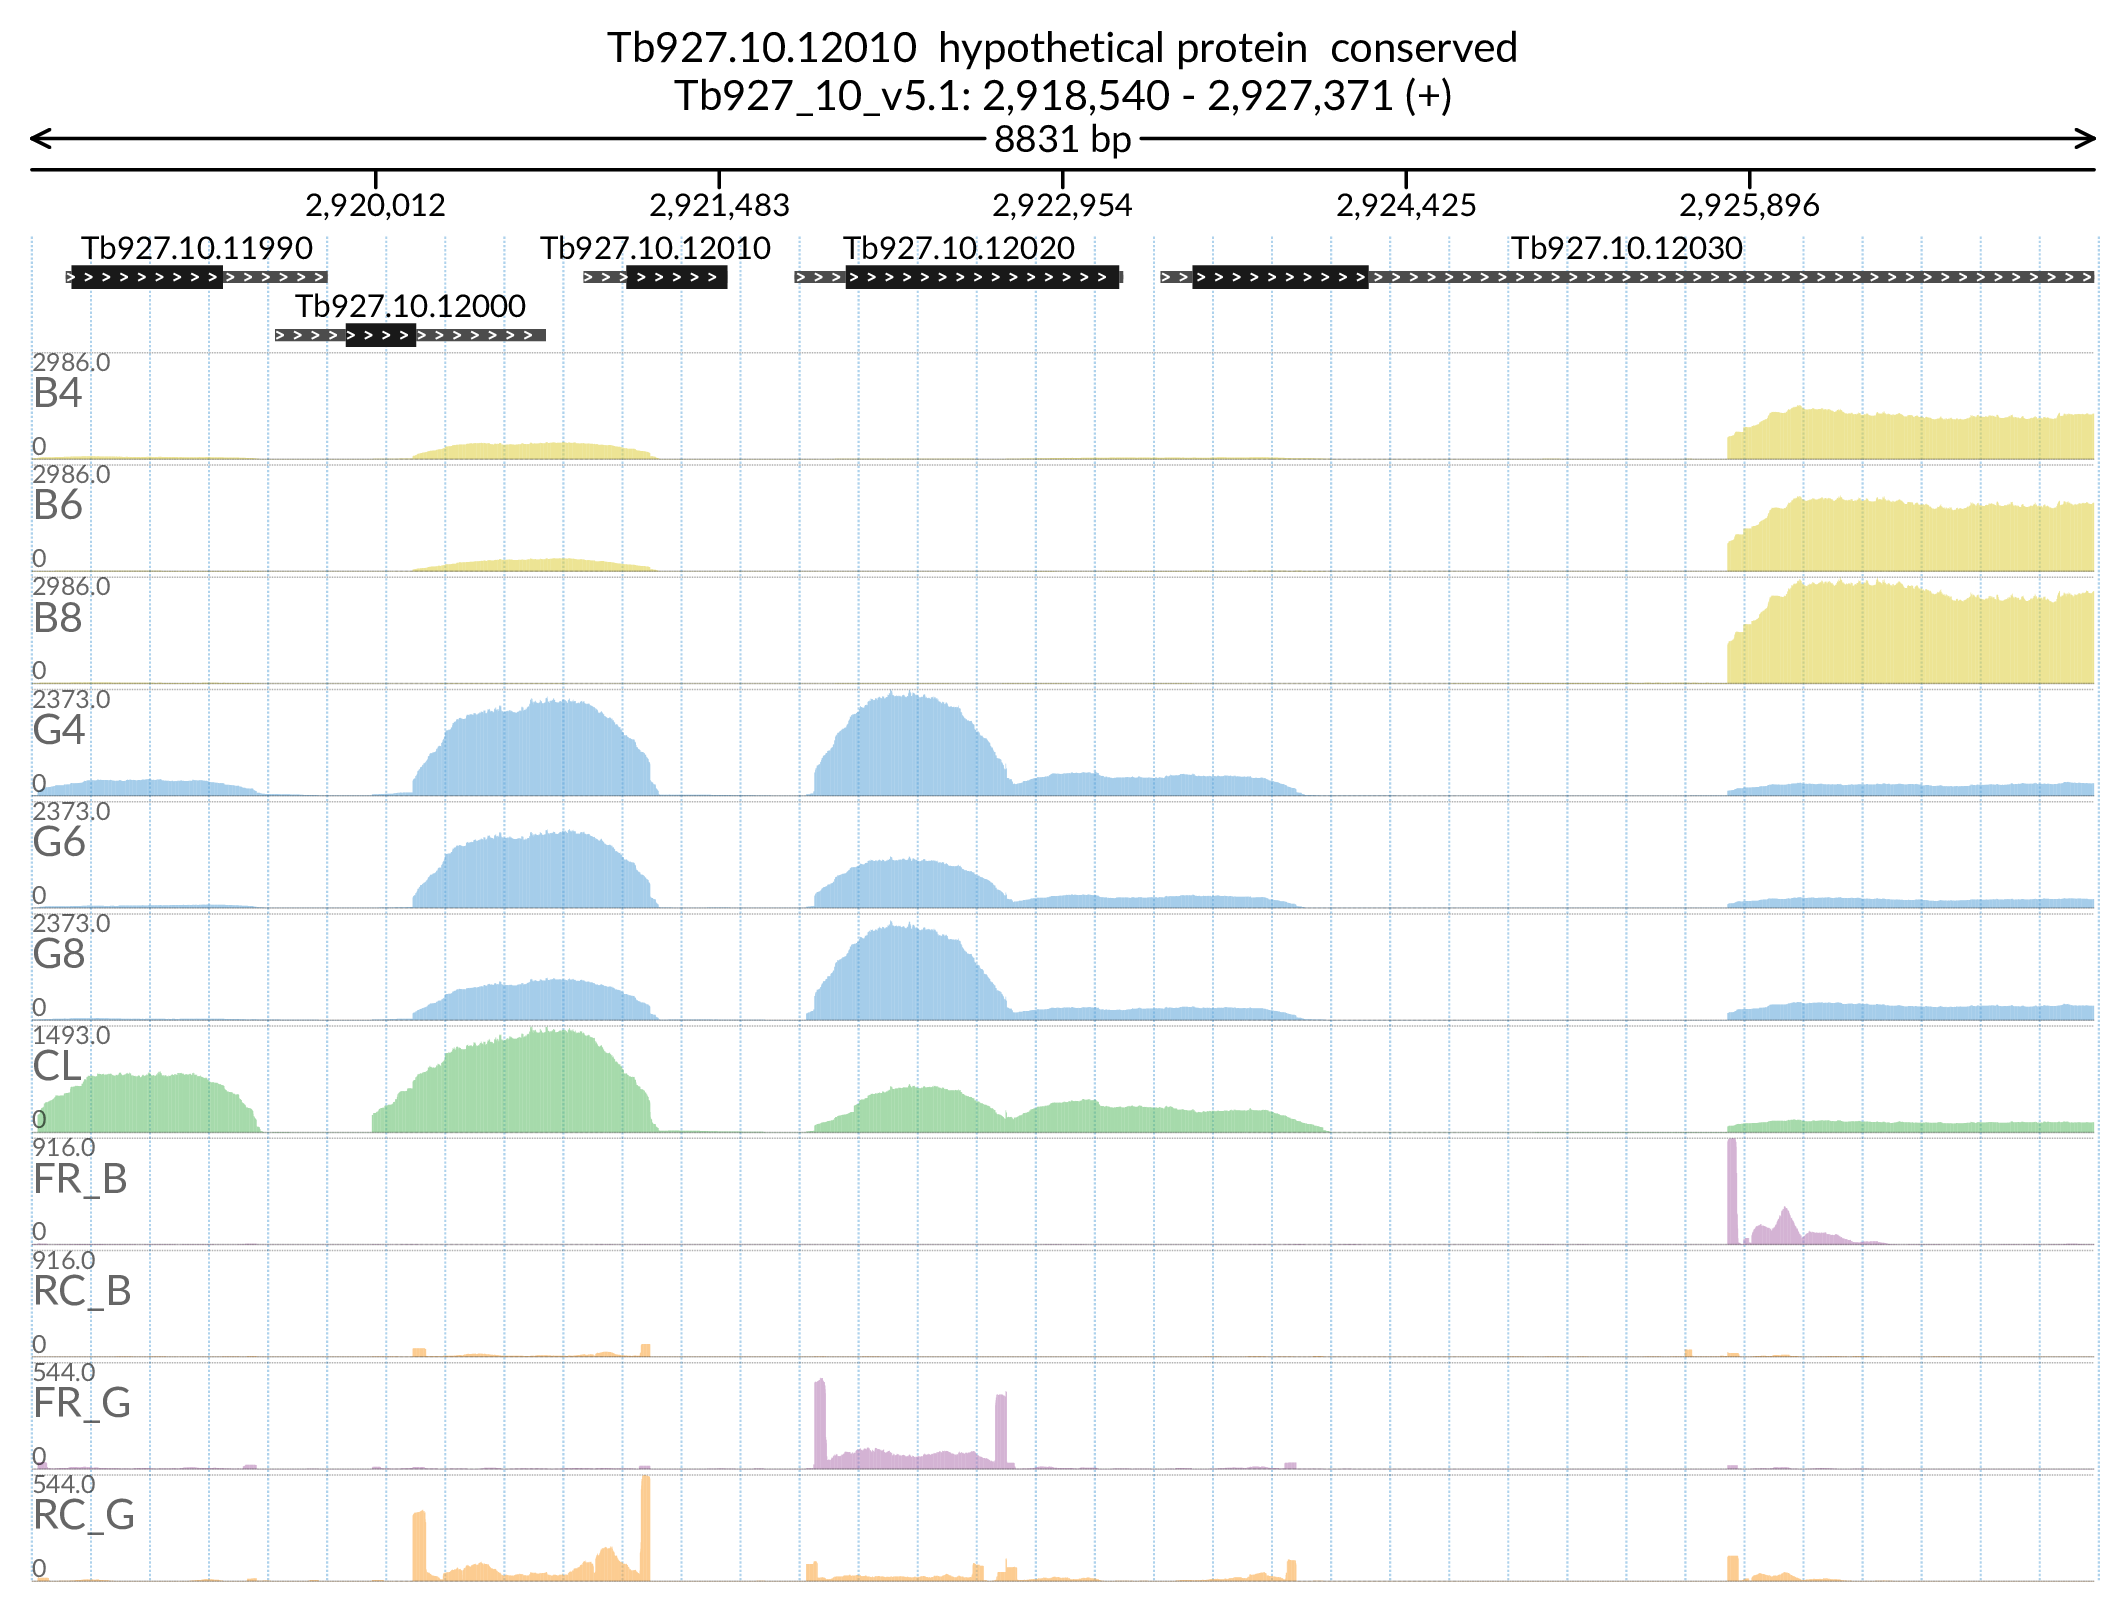 Tb927.10.12010  hypothetical protein  conserved
Tb927_10_v5.1: 2,918,540 - 2,927,371 (+)
8831 bp
2,920,012 2,921,483 2,922,954 2,924,425 2,925,896
Tb927.10.11990 Tb927.10.12010 Tb927.10.12020 Tb927.10.12030
Tb927.10.12000
2986.0
B4
0
2986.0
B6
0
2986.0
B8
0
2373.0
G4
0
2373.0
G6
0
2373.0
G8
0
1493.0
CL
0
916.0
FR_B
0
916.0
RC_B
0
544.0
FR_G
0
544.0
RC_G
0